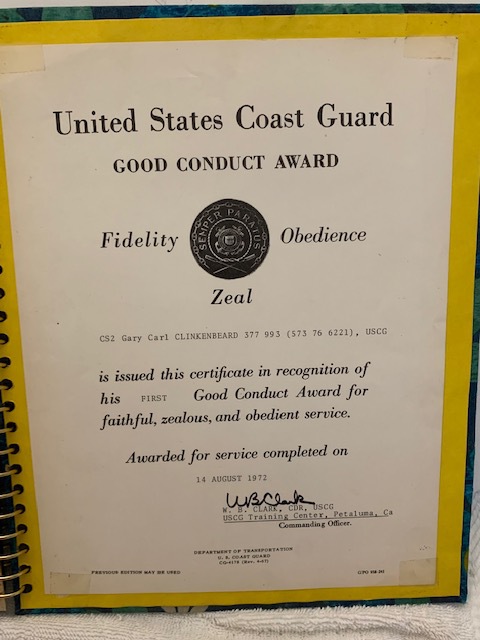 United States Coast Guard
GOOD CONDUCT AWARD
SEMPER PARATUS
Fidelity Obedience
Zeal
CS2 Gary Carl CLINKENBEARD 377 993 (573 76 6221), USCG
is issued this certificate in recognition of
his FIRST Good Conduct Award for
faithful, zealous, and obedient service.
Awarded for service completed on
14 AUGUST 1972
WBClark
W. B. CLARK, CDR, USCG
USCG Training Center, Petaluma, Ca
Commanding Officer.
DEPARTMENT OF TRANSPORTATION
U. S. COAST GUARD
PREVIOUS EDITION MAY BE USED